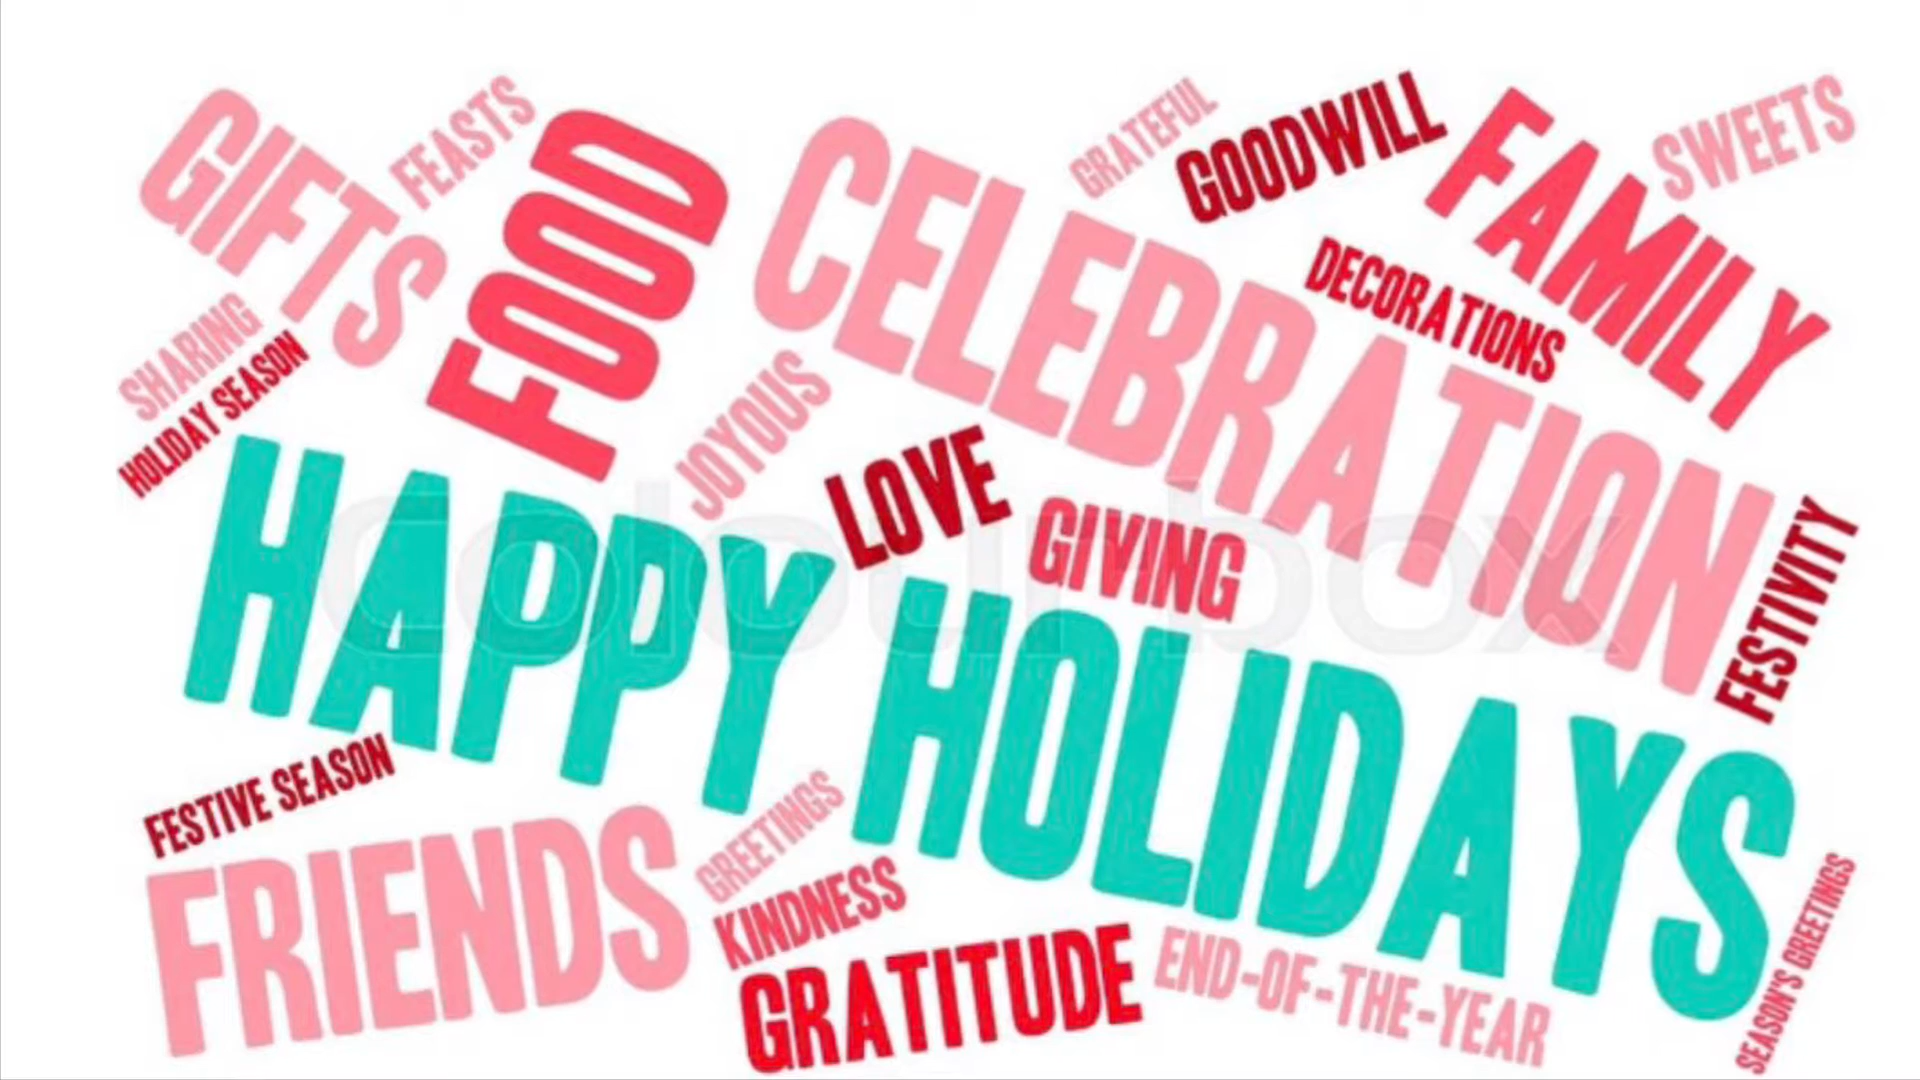 GIFTS
FEASTS
FOOD
CELEBRATION
GRATEFUL
GOODWILL
FAMILY
SWEETS
DECORATIONS
SHARING
HOLIDAY SEASON
JOYOUS
LOVE
GIVING
FESTIVITY
HAPPY HOLIDAYS
colourbox
FESTIVE SEASON
FRIENDS
GREETINGS
KINDNESS
GRATITUDE
END-OF-THE-YEAR
SEASON'S GREETINGS